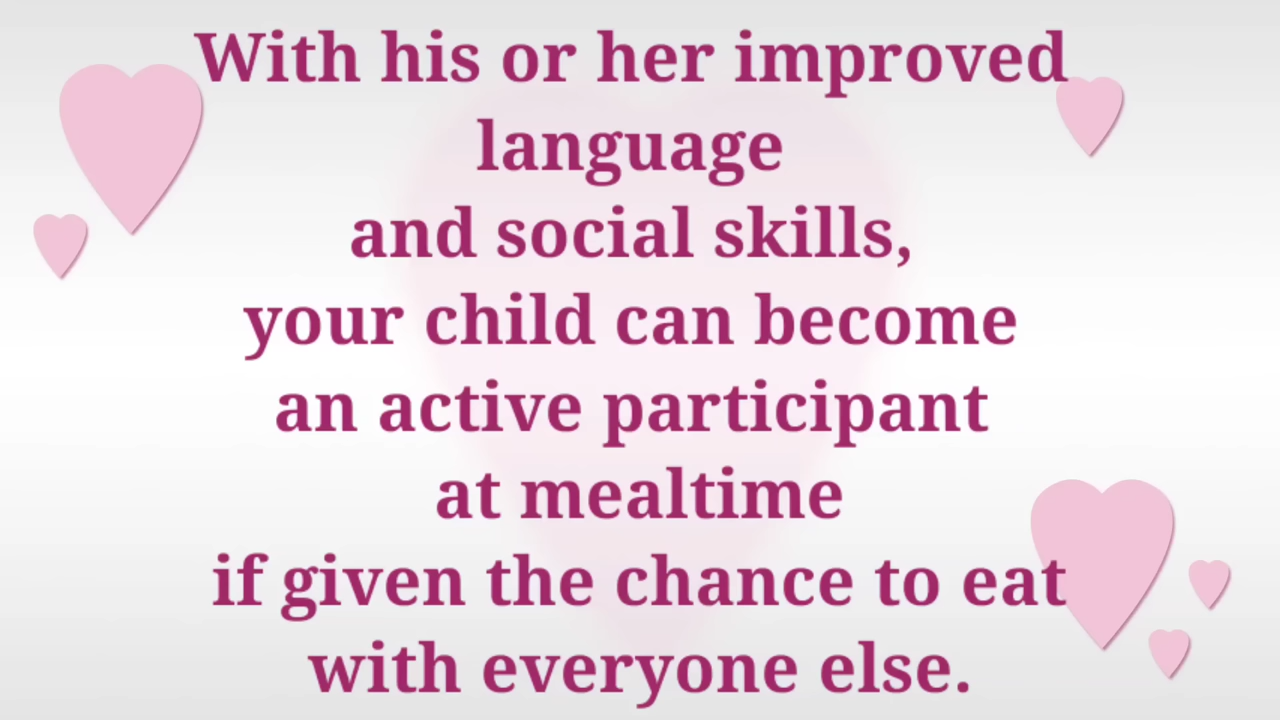 With his or her improved
language
and social skills,
your child can become
an active participant
at mealtime
if given the chance to eat
with everyone else.